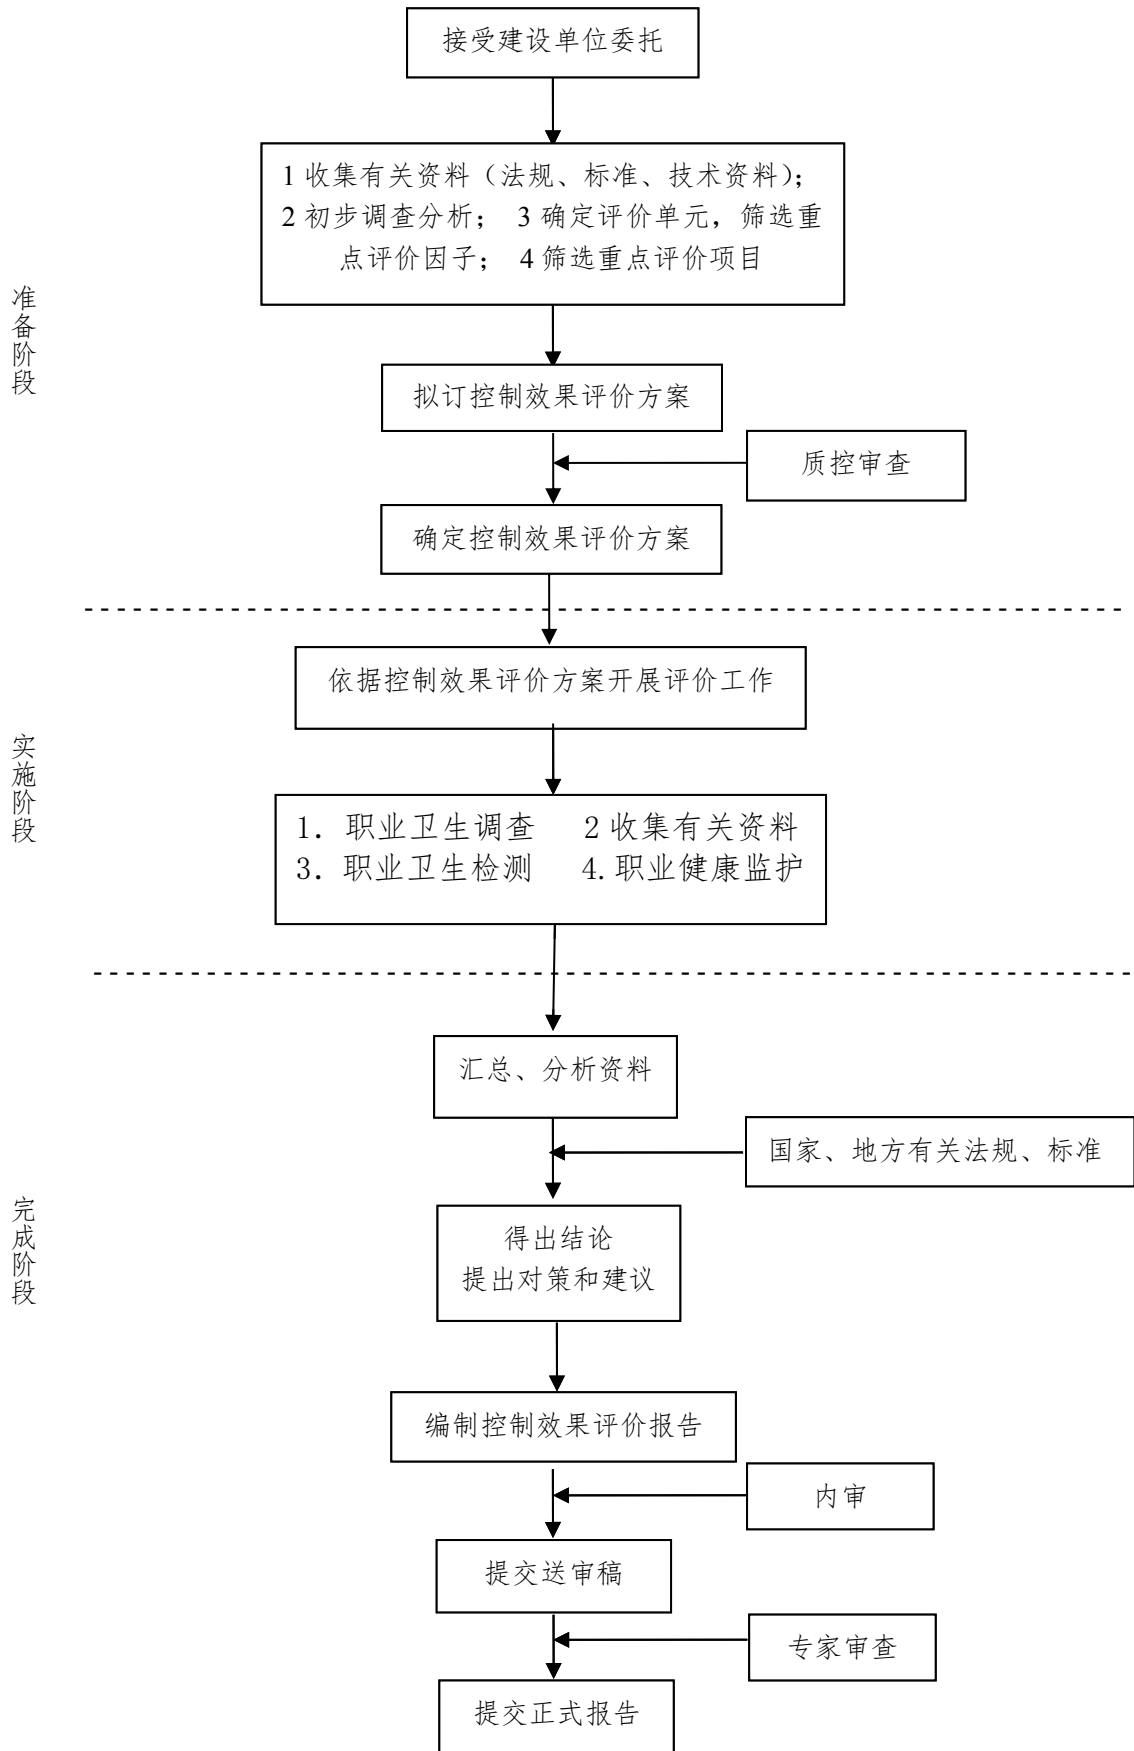 接受建设单位委托
1 收集有关资料（法规、标准、技术资料）；
2 初步调查分析； 3 确定评价单元，筛选重
点评价因子； 4 筛选重点评价项目
准备阶段
拟订控制效果评价方案
质控审查
确定控制效果评价方案
依据控制效果评价方案开展评价工作
实施阶段
1. 职业卫生调查 2 收集有关资料
3. 职业卫生检测 4. 职业健康监护
汇总、分析资料
国家、地方有关法规、标准
完成阶段
得出结论
提出对策和建议
编制控制效果评价报告
内审
提交送审稿
专家审查
提交正式报告